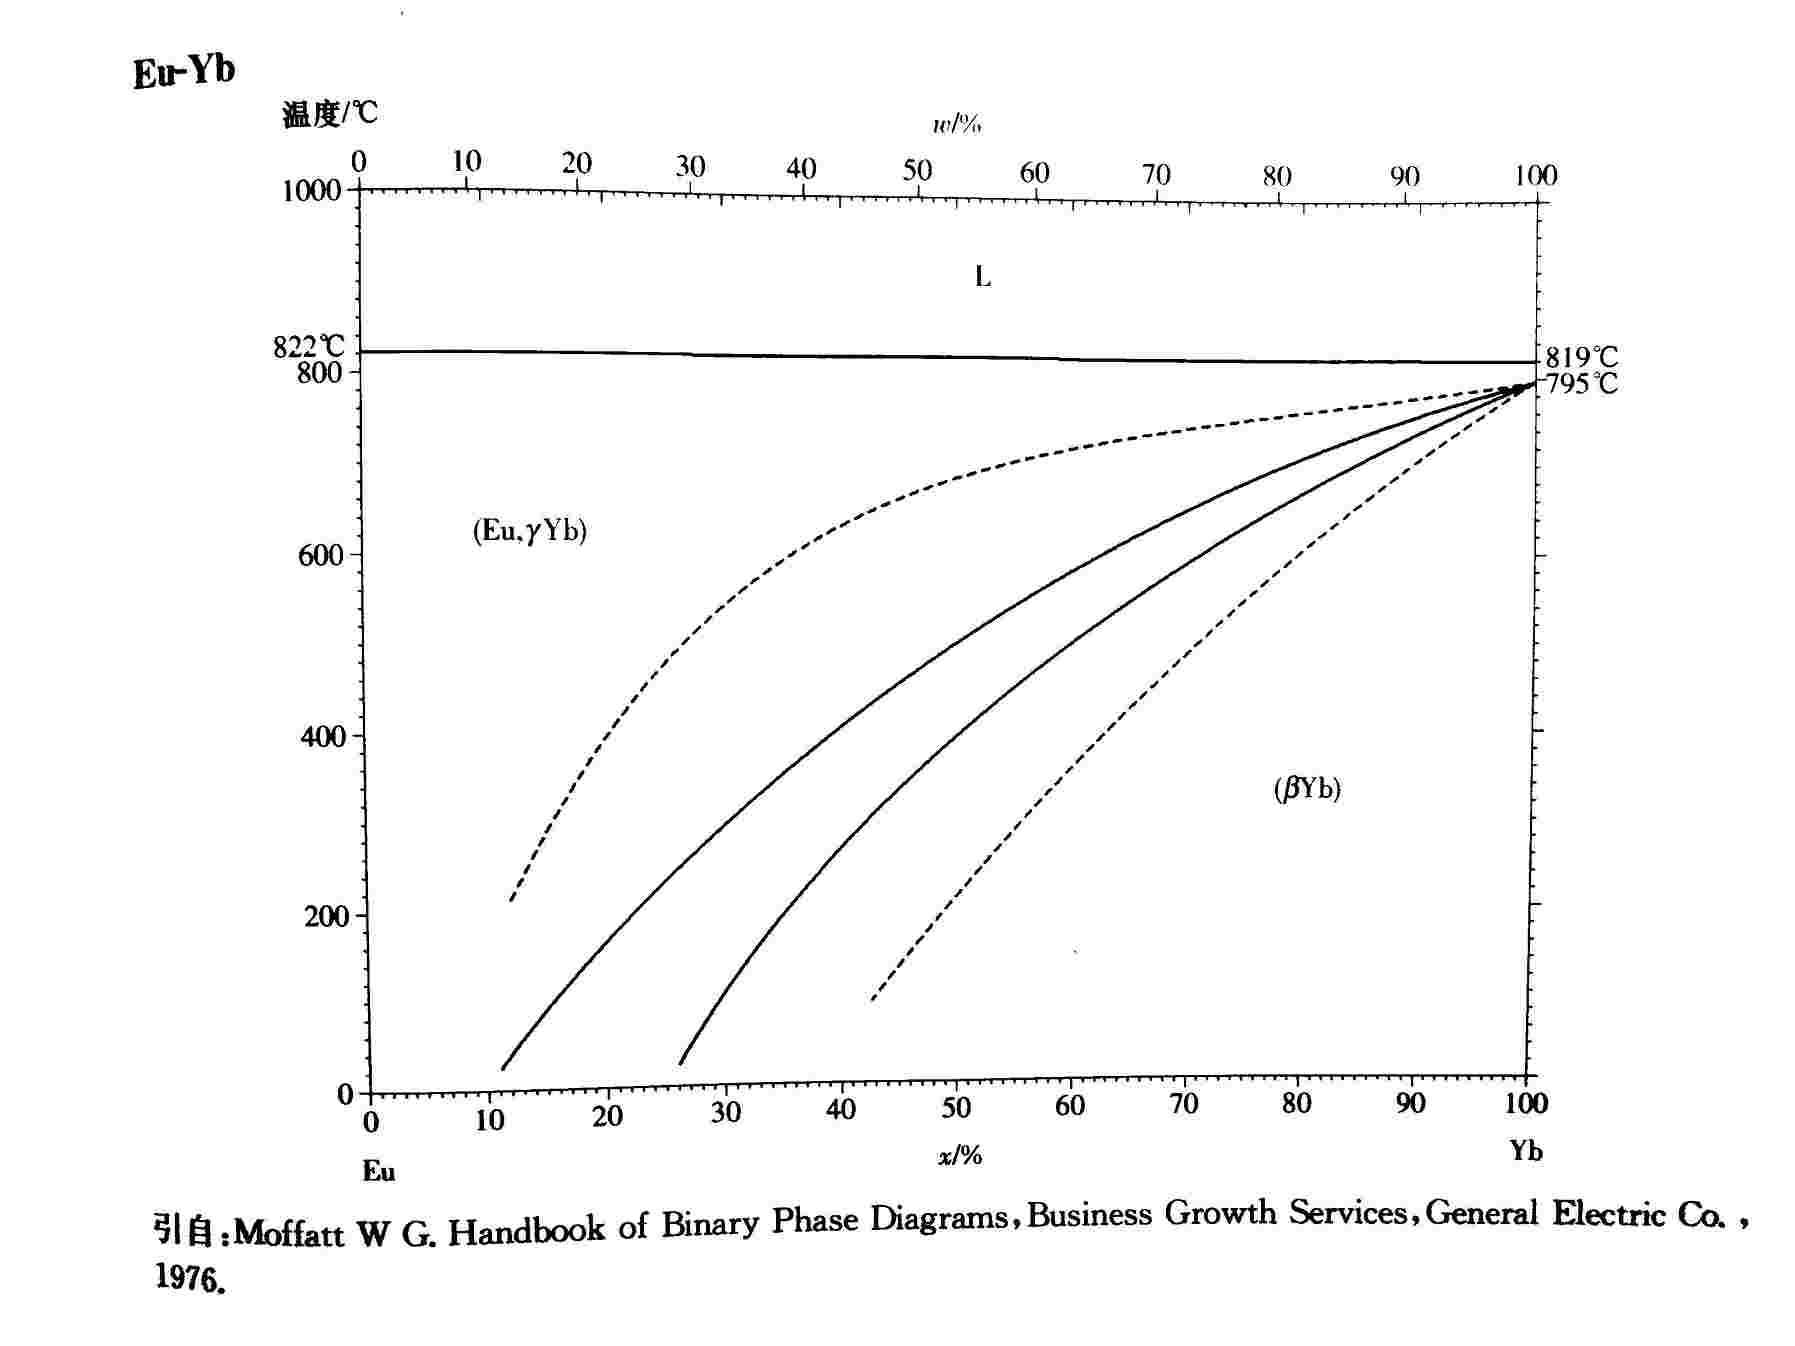 Eu-Yb
温度/℃
w/%
0 10 20 30 40 50 60 70 80 90 100
1000
L
822℃
819℃
800
795℃
(Eu,γYb)
600
400
(βYb)
200
0
0 10 20 30 40 50 60 70 80 90 100
x/%
Eu
Yb
引自:Moffatt W G. Handbook of Binary Phase Diagrams, Business Growth Services, General Electric Co. ,
1976.